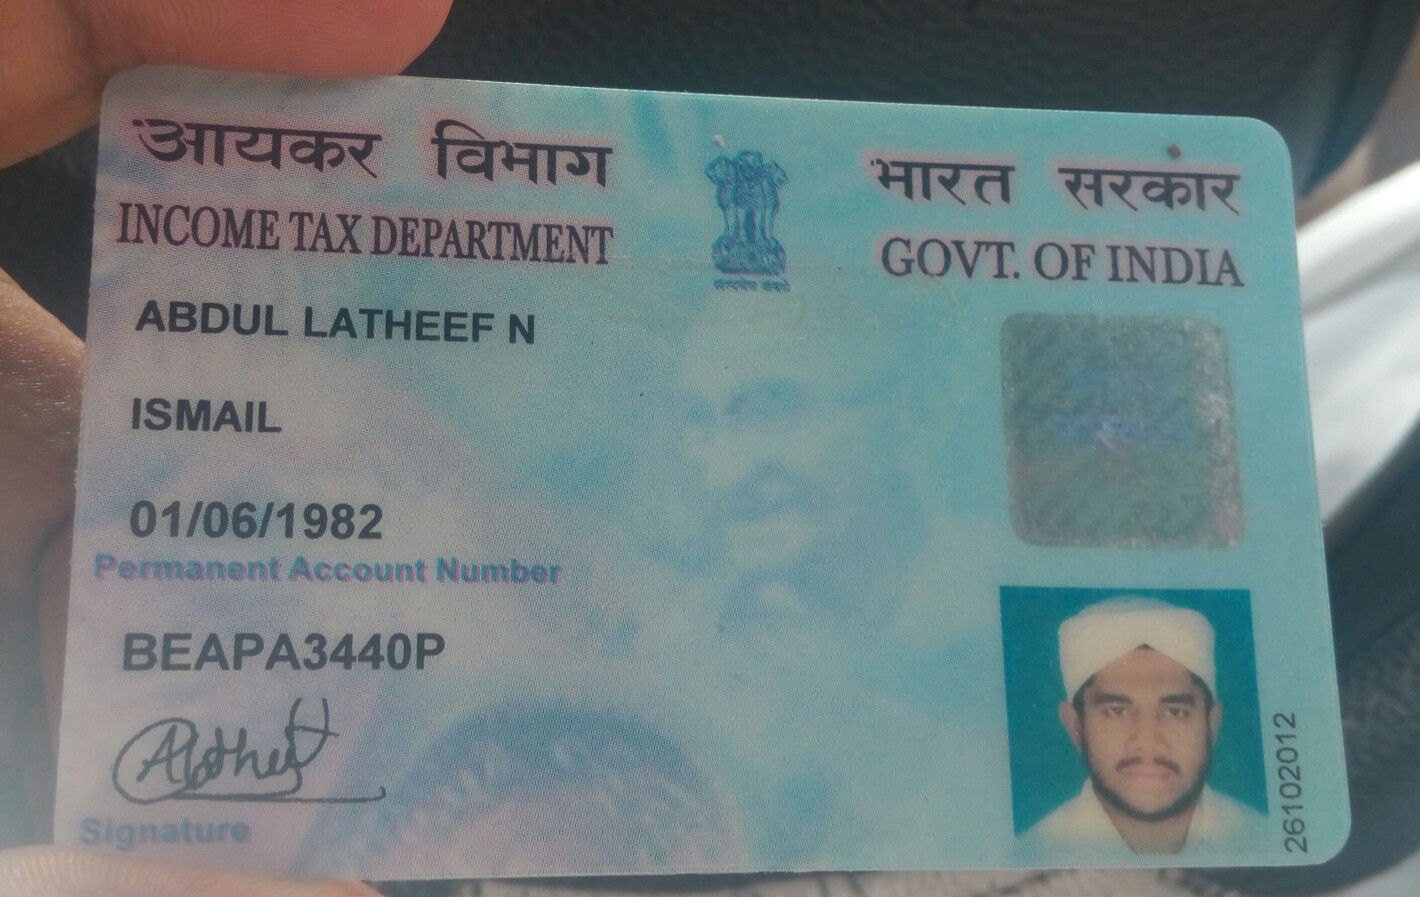 आयकर विभाग
INCOME TAX DEPARTMENT
भारत सरकार
GOVT. OF INDIA
ABDUL LATHEEF N
ISMAIL
01/06/1982
Permanent Account Number
BEAPA3440P
Signature
26102012